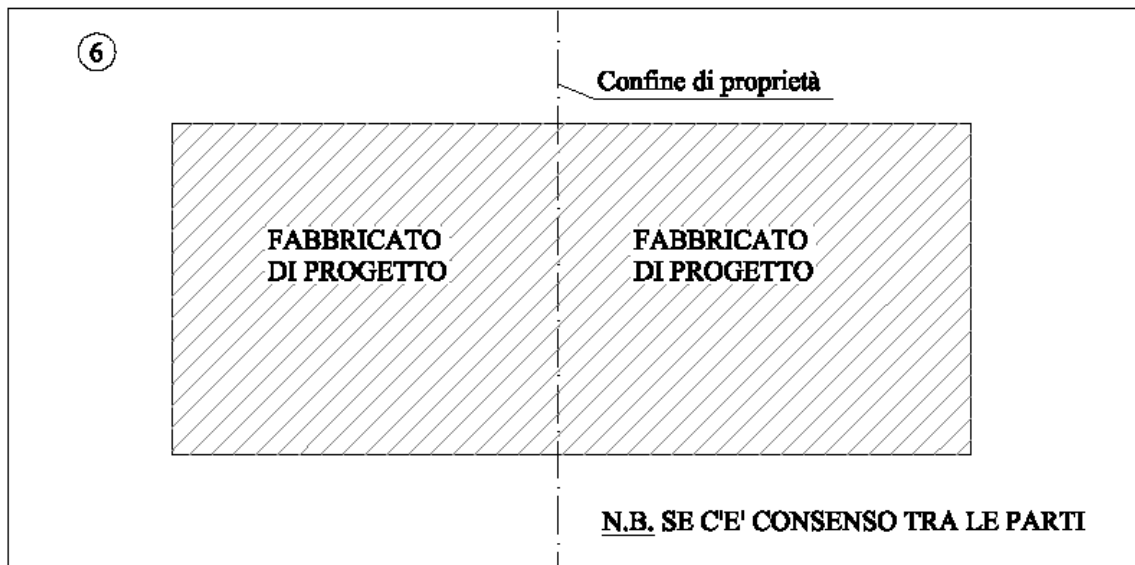 6
Confine di proprietà
FABBRICATO
DI PROGETTO
FABBRICATO
DI PROGETTO
N.B. SE C'E' CONSENSO TRA LE PARTI